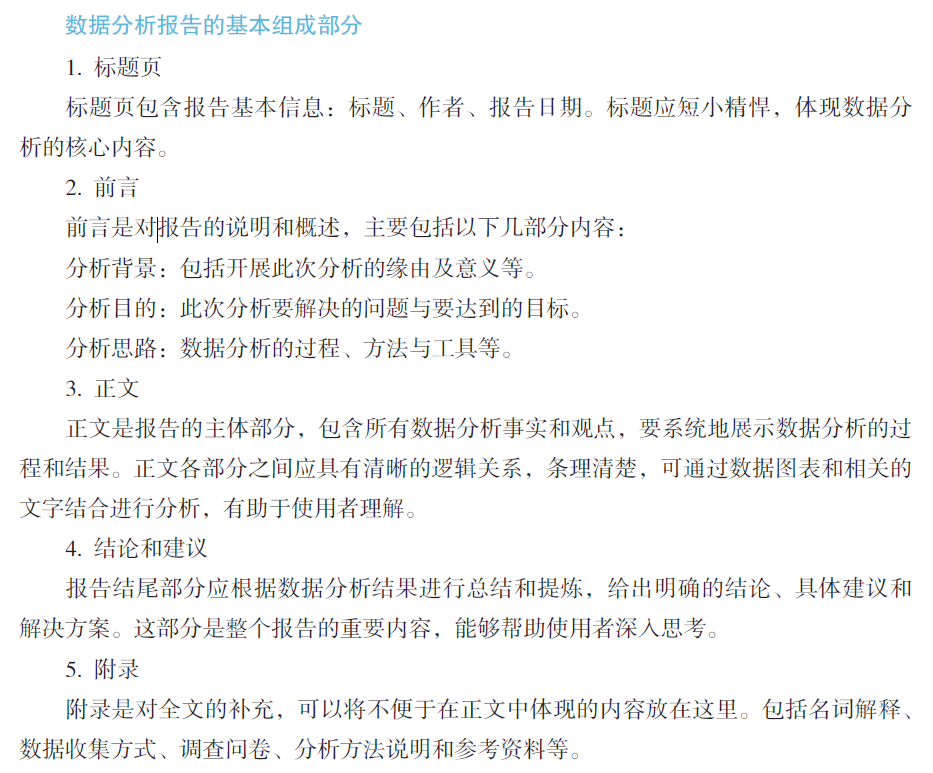 数据分析报告的基本组成部分
1. 标题页
标题页包含报告基本信息：标题、作者、报告日期。标题应短小精悍，体现数据分
析的核心内容。
2. 前言
前言是对报告的说明和概述，主要包括以下几部分内容：
分析背景：包括开展此次分析的缘由及意义等。
分析目的：此次分析要解决的问题与要达到的目标。
分析思路：数据分析的过程、方法与工具等。
3. 正文
正文是报告的主体部分，包含所有数据分析事实和观点，要系统地展示数据分析的过
程和结果。正文各部分之间应具有清晰的逻辑关系，条理清楚，可通过数据图表和相关的
文字结合进行分析，有助于使用者理解。
4. 结论和建议
报告结尾部分应根据数据分析结果进行总结和提炼，给出明确的结论、具体建议和
解决方案。这部分是整个报告的重要内容，能够帮助使用者深入思考。
5. 附录
附录是对全文的补充，可以将不便于在正文中体现的内容放在这里。包括名词解释、
数据收集方式、调查问卷、分析方法说明和参考资料等。